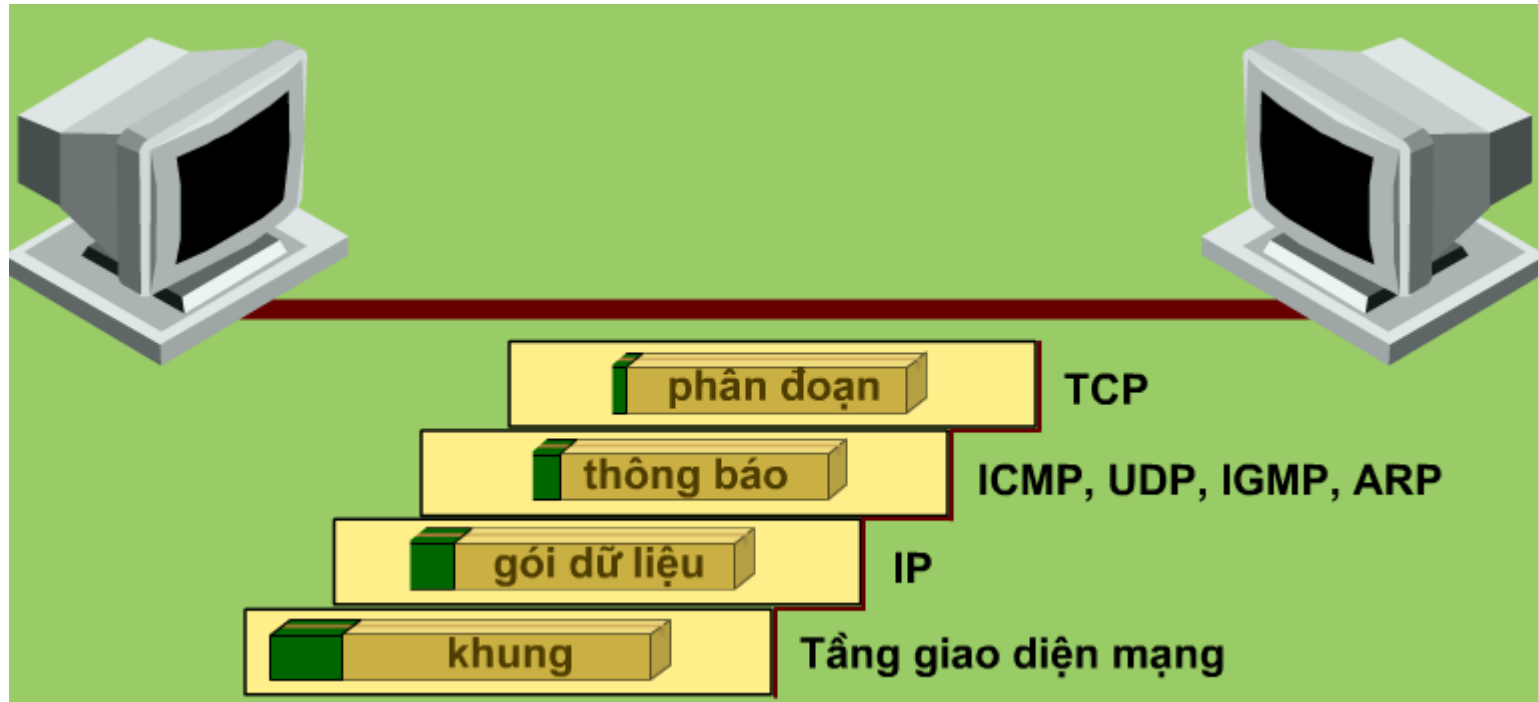 phân đoạn TCP
thông báo ICMP, UDP, IGMP, ARP
gói dữ liệu IP
khung Tầng giao diện mạng